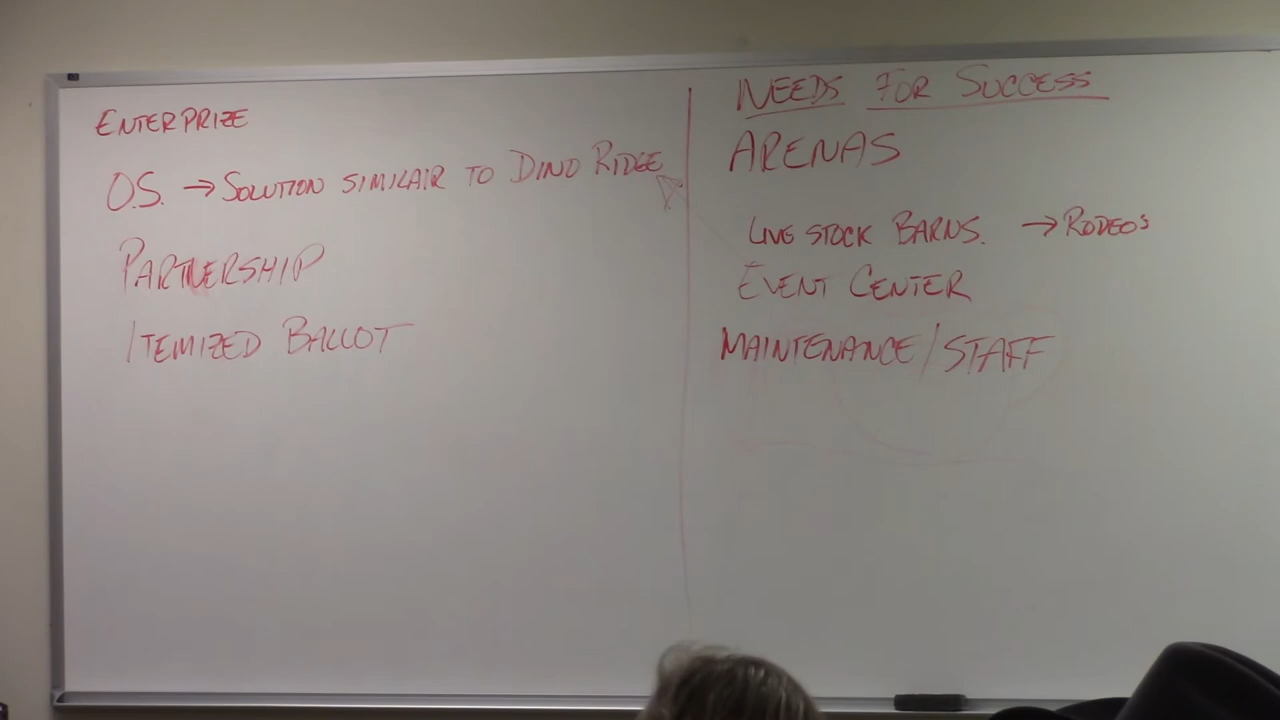 ENTERPRIZE
O.S. → SOLUTION SIMILAIR TO DINO RIDGE
PARTNERSHIP
ITEMIZED BALLOT
NEEDS FOR SUCCESS
ARENAS
LIVE STOCK BARNS. → RODEO'S
EVENT CENTER
MAINTENANCE/STAFF